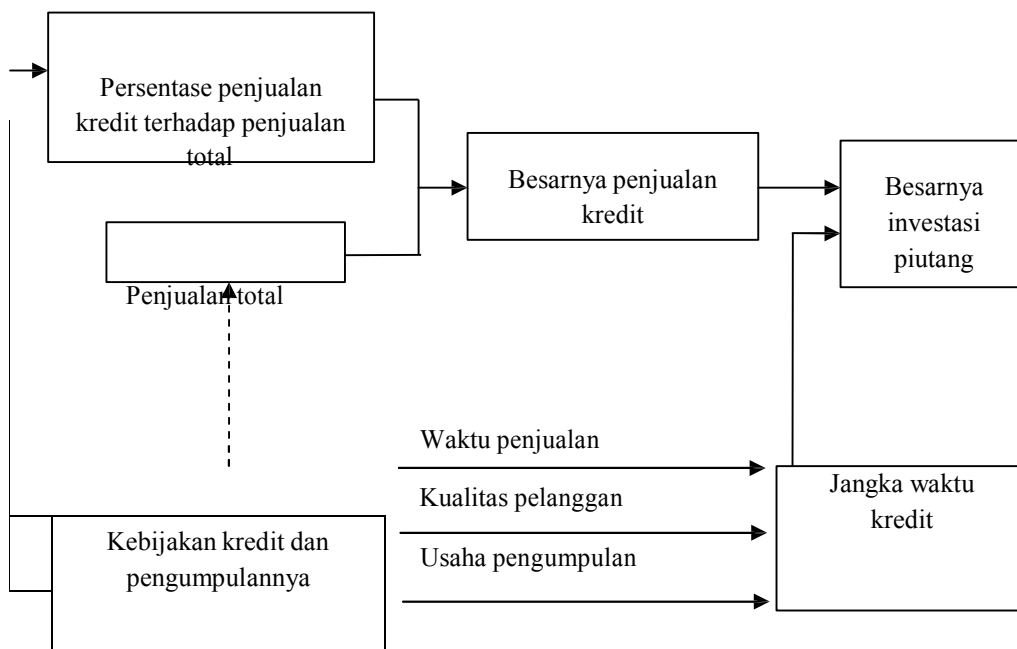 Persentase penjualan
kredit terhadap penjualan
total
Penjualan total
Besarnya penjualan
kredit
Besarnya
investasi
piutang
Waktu penjualan
Kualitas pelanggan
Usaha pengumpulan
Kebijakan kredit dan
pengumpulannya
Jangka waktu
kredit